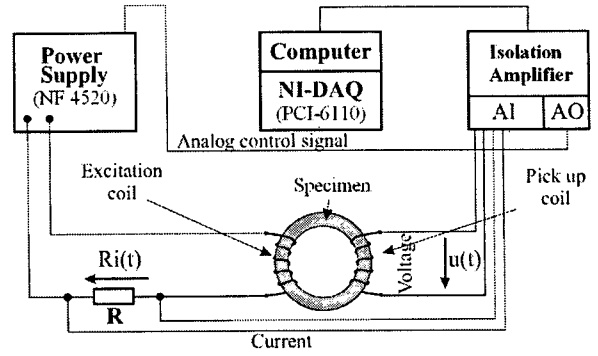 Power
Supply
(NF 4520)
Computer
NI-DAQ
(PCI-6110)
Isolation
Amplifier
AI
AO
Analog control signal
Excitation
coil
Specimen
Pick up
coil
Voltage
u(t)
Ri(t)
R
Current